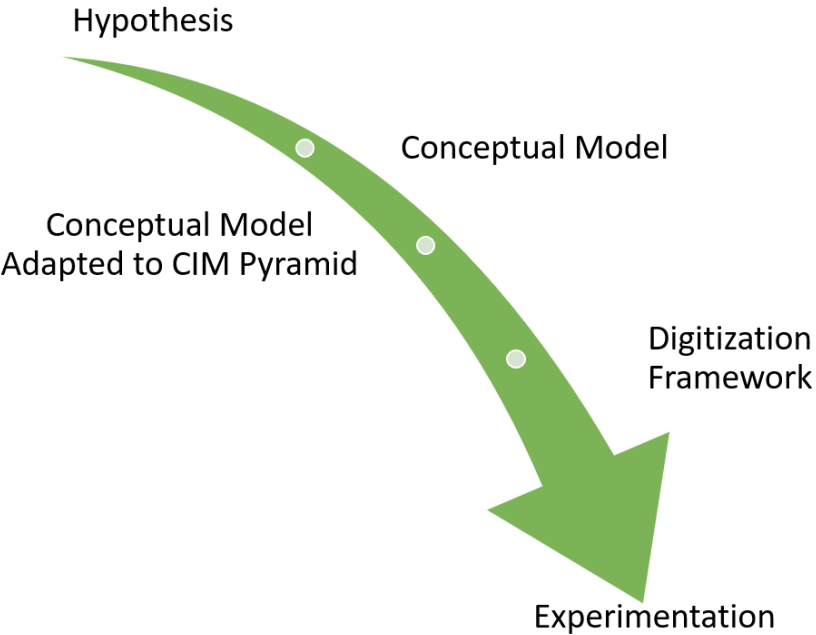 Hypothesis
Conceptual Model
Conceptual Model
Adapted to CIM Pyramid
Digitization
Framework
Experimentation